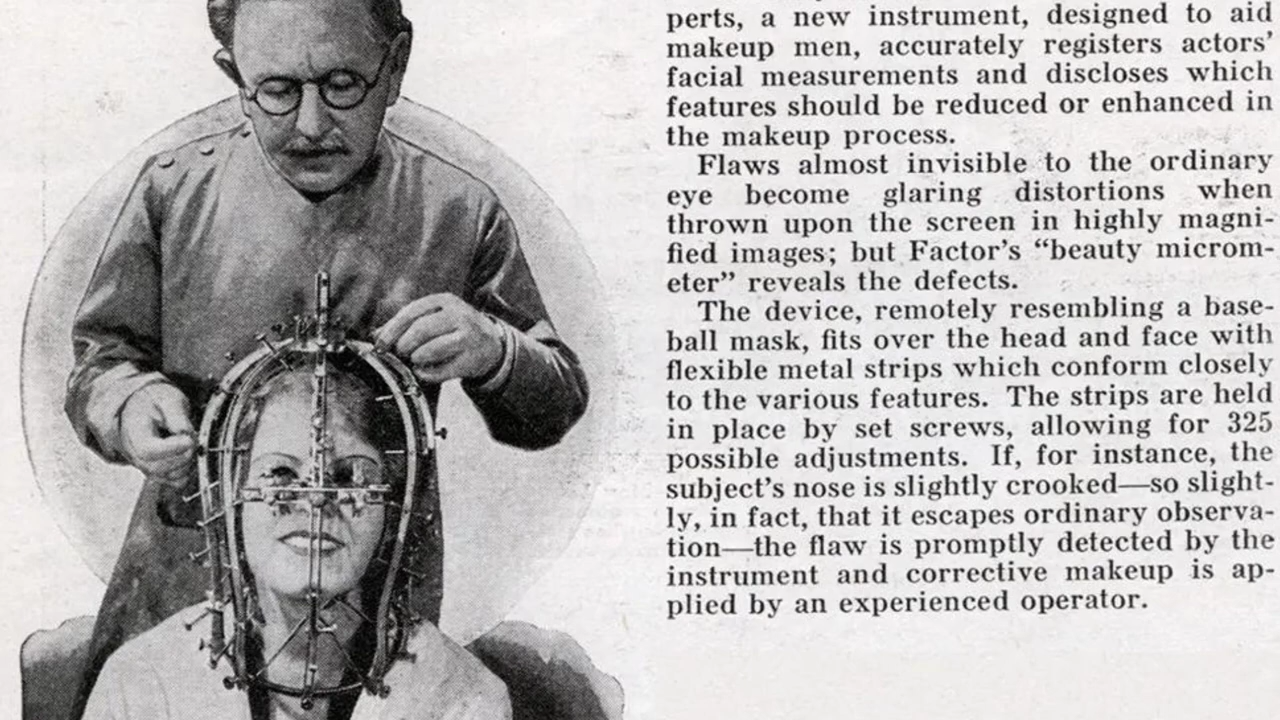 perts, a new instrument, designed to aid
makeup men, accurately registers actors'
facial measurements and discloses which
features should be reduced or enhanced in
the makeup process.
Flaws almost invisible to the ordinary
eye become glaring distortions when
thrown upon the screen in highly magni-
fied images; but Factor's “beauty microm-
eter” reveals the defects.
The device, remotely resembling a base-
ball mask, fits over the head and face with
flexible metal strips which conform closely
to the various features. The strips are held
in place by set screws, allowing for 325
possible adjustments. If, for instance, the
subject's nose is slightly crooked—so slight-
ly, in fact, that it escapes ordinary observa-
tion—the flaw is promptly detected by the
instrument and corrective makeup is ap-
plied by an experienced operator.